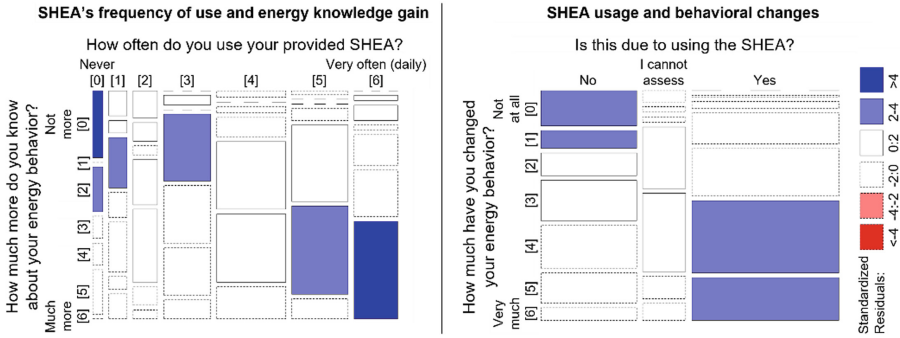 SHEA's frequency of use and energy knowledge gain
How often do you use your provided SHEA?
Never
Very often (daily)
[0] [1] [2] [3] [4] [5] [6]
How much more do you know
about your energy behavior?
Not
more
Much
more
[0]
[1]
[2]
[3]
[4]
[5]
[6]
SHEA usage and behavioral changes
Is this due to using the SHEA?
No
I cannot
assess
Yes
How much have you changed
your energy behavior?
Not
at all
Very
much
[0]
[1]
[2]
[3]
[4]
[5]
[6]
>4
2-4
0:2
-2:0
-4:-2
<-4
Standardized
Residuals: